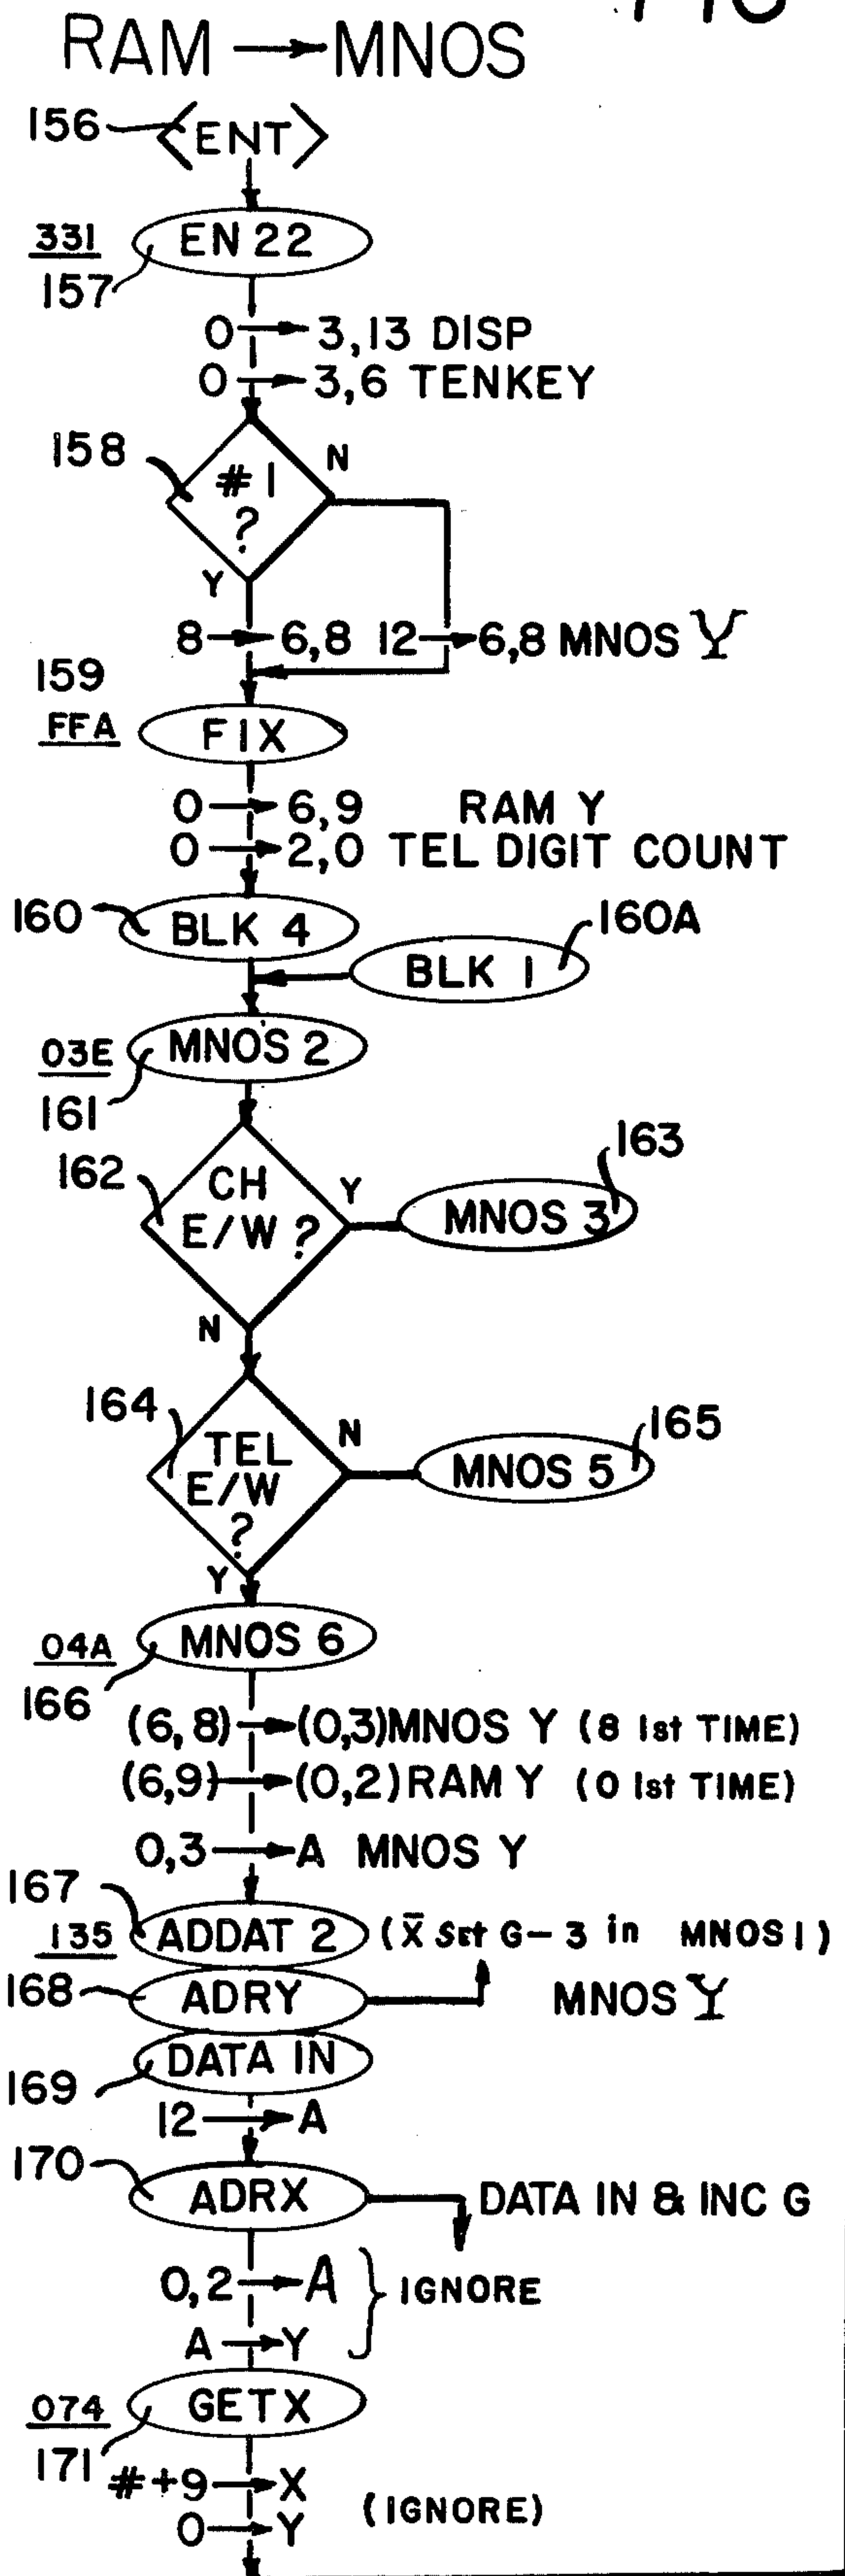 RAM → MNOS
156 <ENT>
331 EN 22
157
0 → 3,13 DISP
0 → 3,6 TENKEY
158 #1 ? N
Y
8 → 6,8 12 → 6,8 MNOS Y
159
FFA FIX
0 → 6,9 RAM Y
0 → 2,0 TEL DIGIT COUNT
160 BLK 4 160A
BLK 1
03E MNOS 2
161
162 CH E/W ? Y 163
MNOS 3
N
164 TEL E/W ? N 165
MNOS 5
Y
04A MNOS 6
166
(6,8) → (0,3) MNOS Y (8 1st TIME)
(6,9) → (0,2) RAM Y (0 1st TIME)
0,3 → A MNOS Y
167
135 ADDAT 2 (X̄ Set G-3 in MNOS 1)
168 ADRY MNOS Y
DATA IN
169
12 → A
170 ADRX DATA IN & INC G
0,2 → A } IGNORE
A → Y
074 GETX
171
#+9 → X
(IGNORE)
0 → Y